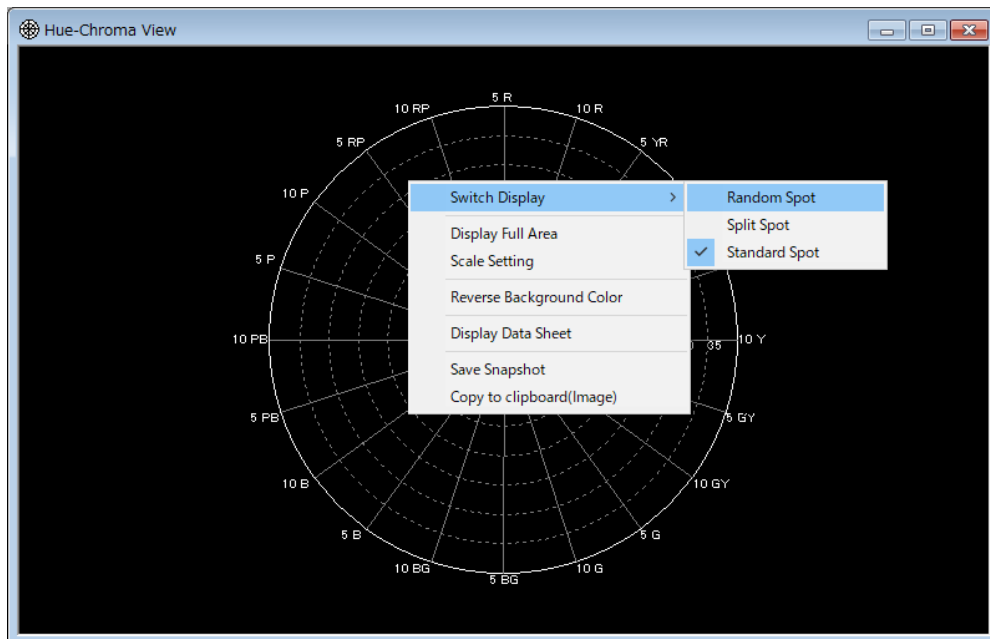 Hue-Chroma View
5 R
10 RP
10 R
5 RP
5 YR
10 P
Switch Display
Random Spot
Split Spot
Standard Spot
Display Full Area
Scale Setting
5 P
Reverse Background Color
Display Data Sheet
10 PB
35
10 Y
Save Snapshot
Copy to clipboard(Image)
5 PB
5 GY
10 B
10 GY
5 B
5 G
10 BG
10 G
5 BG